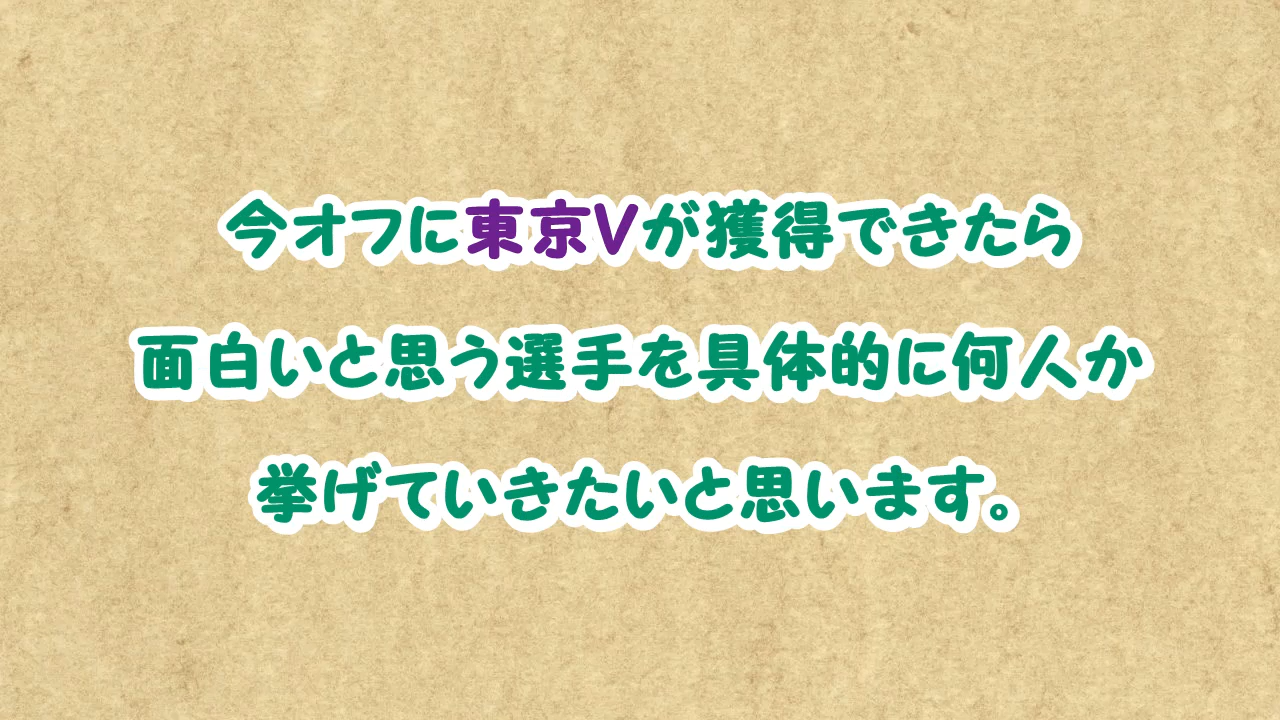 今オフに東京Vが獲得できたら
面白いと思う選手を具体的に何人か
挙げていきたいと思います。